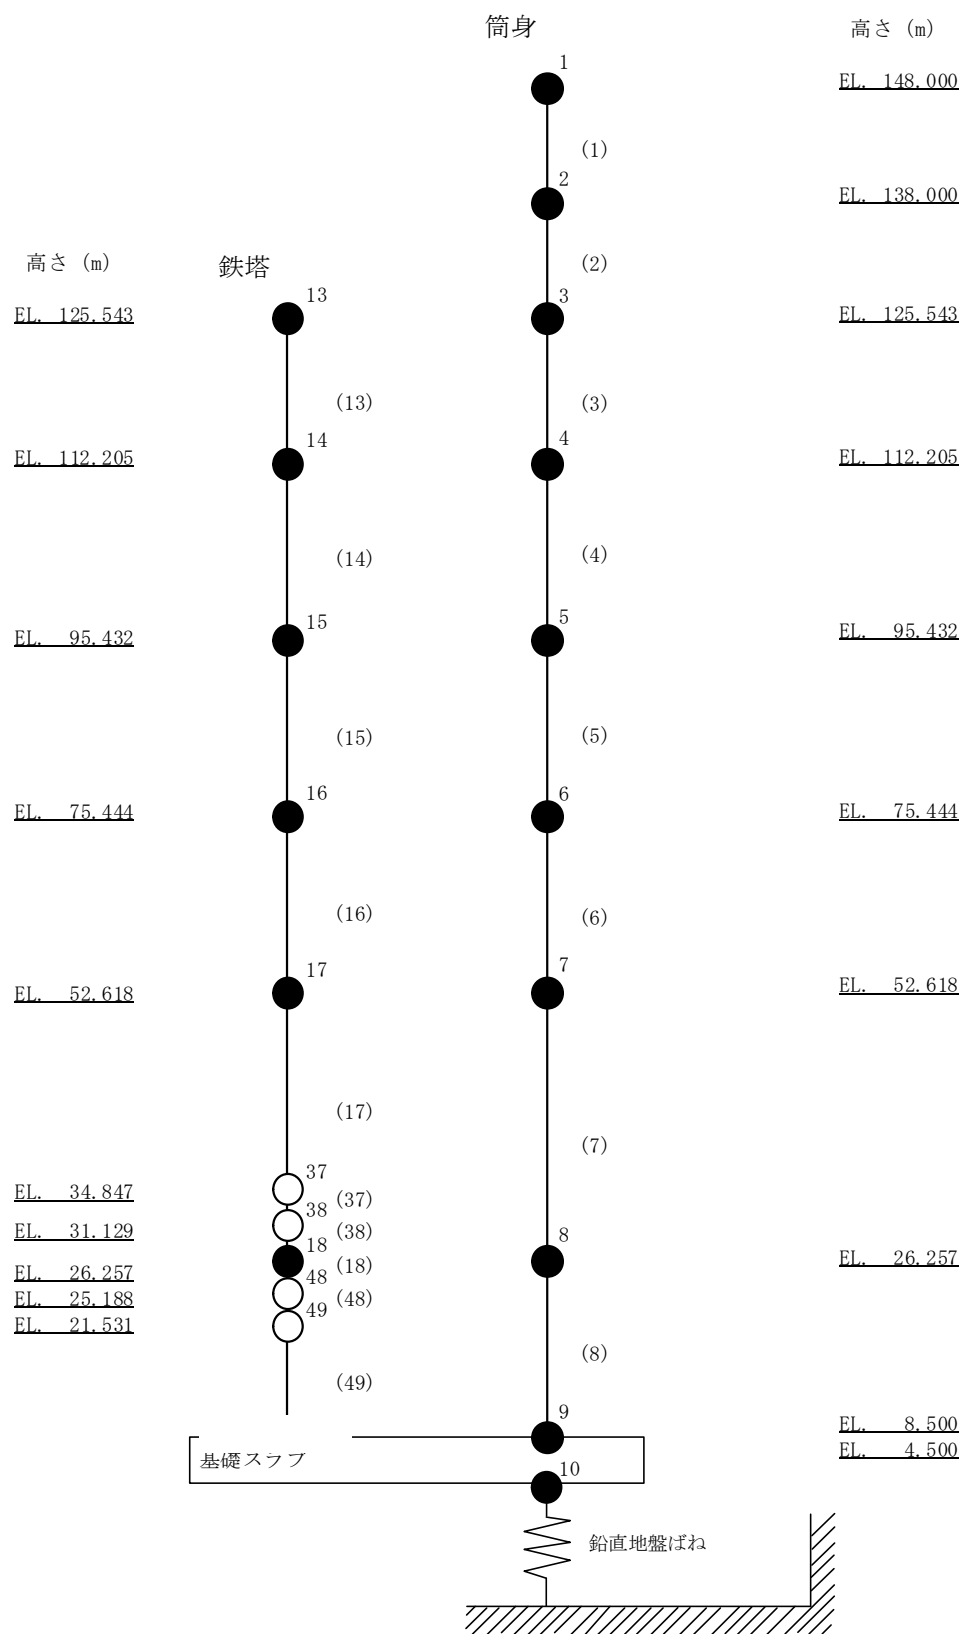 筒身
高さ (m)
1
EL. 148.000
(1)
2
EL. 138.000
(2)
高さ (m)
鉄塔
13
3
EL. 125.543
EL. 125.543
(13)
(3)
14
4
EL. 112.205
EL. 112.205
(14)
(4)
15
5
EL. 95.432
EL. 95.432
(15)
(5)
16
6
EL. 75.444
EL. 75.444
(16)
(6)
17
7
EL. 52.618
EL. 52.618
(17)
(7)
37
EL. 34.847
(37)
38
EL. 31.129
(38)
18
8
EL. 26.257
(18)
EL. 26.257
48
EL. 25.188
(48)
49
EL. 21.531
(8)
(49)
9
EL. 8.500
基礎スラブ
EL. 4.500
10
鉛直地盤ばね